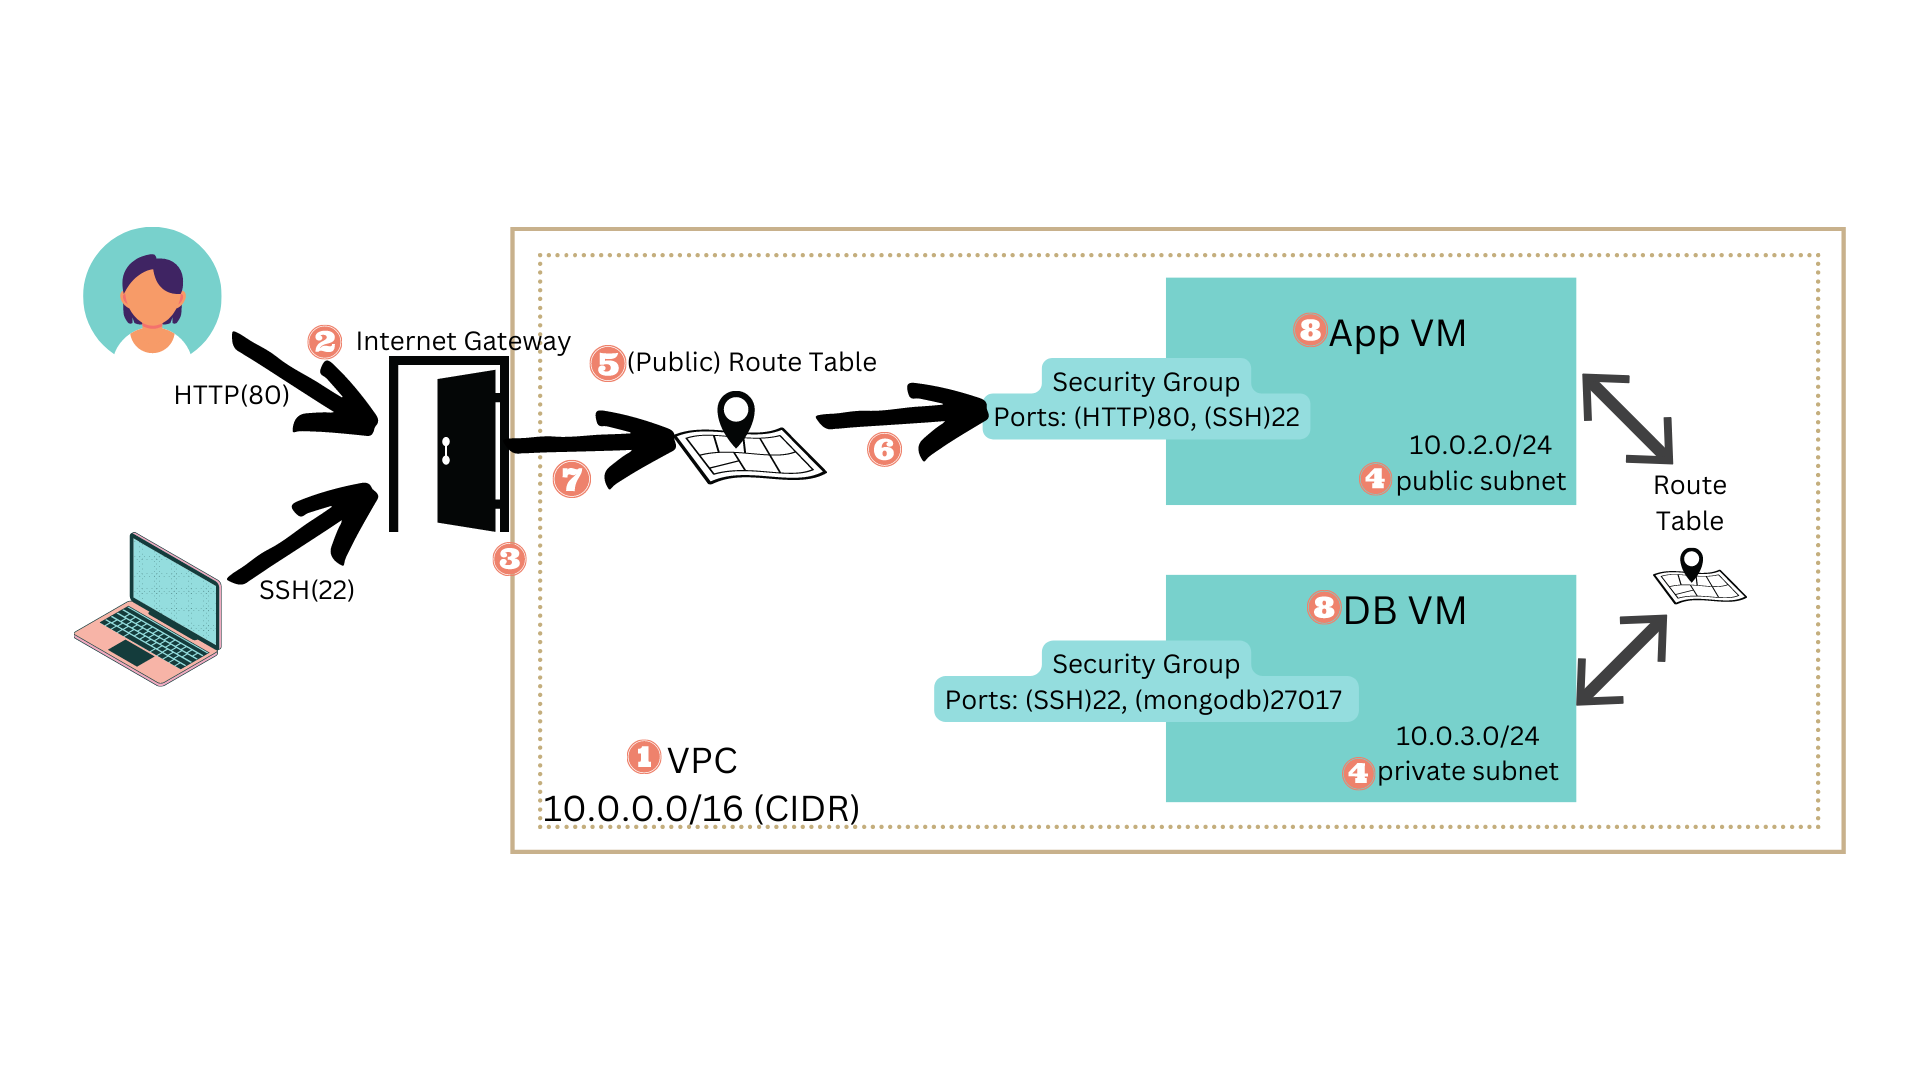 HTTP(80)
SSH(22)
2 Internet Gateway
3
5 (Public) Route Table
7
6
8 App VM
Security Group
Ports: (HTTP)80, (SSH)22
10.0.2.0/24
4 public subnet
Route
Table
8 DB VM
Security Group
Ports: (SSH)22, (mongodb)27017
10.0.3.0/24
4 private subnet
1 VPC
10.0.0.0/16 (CIDR)